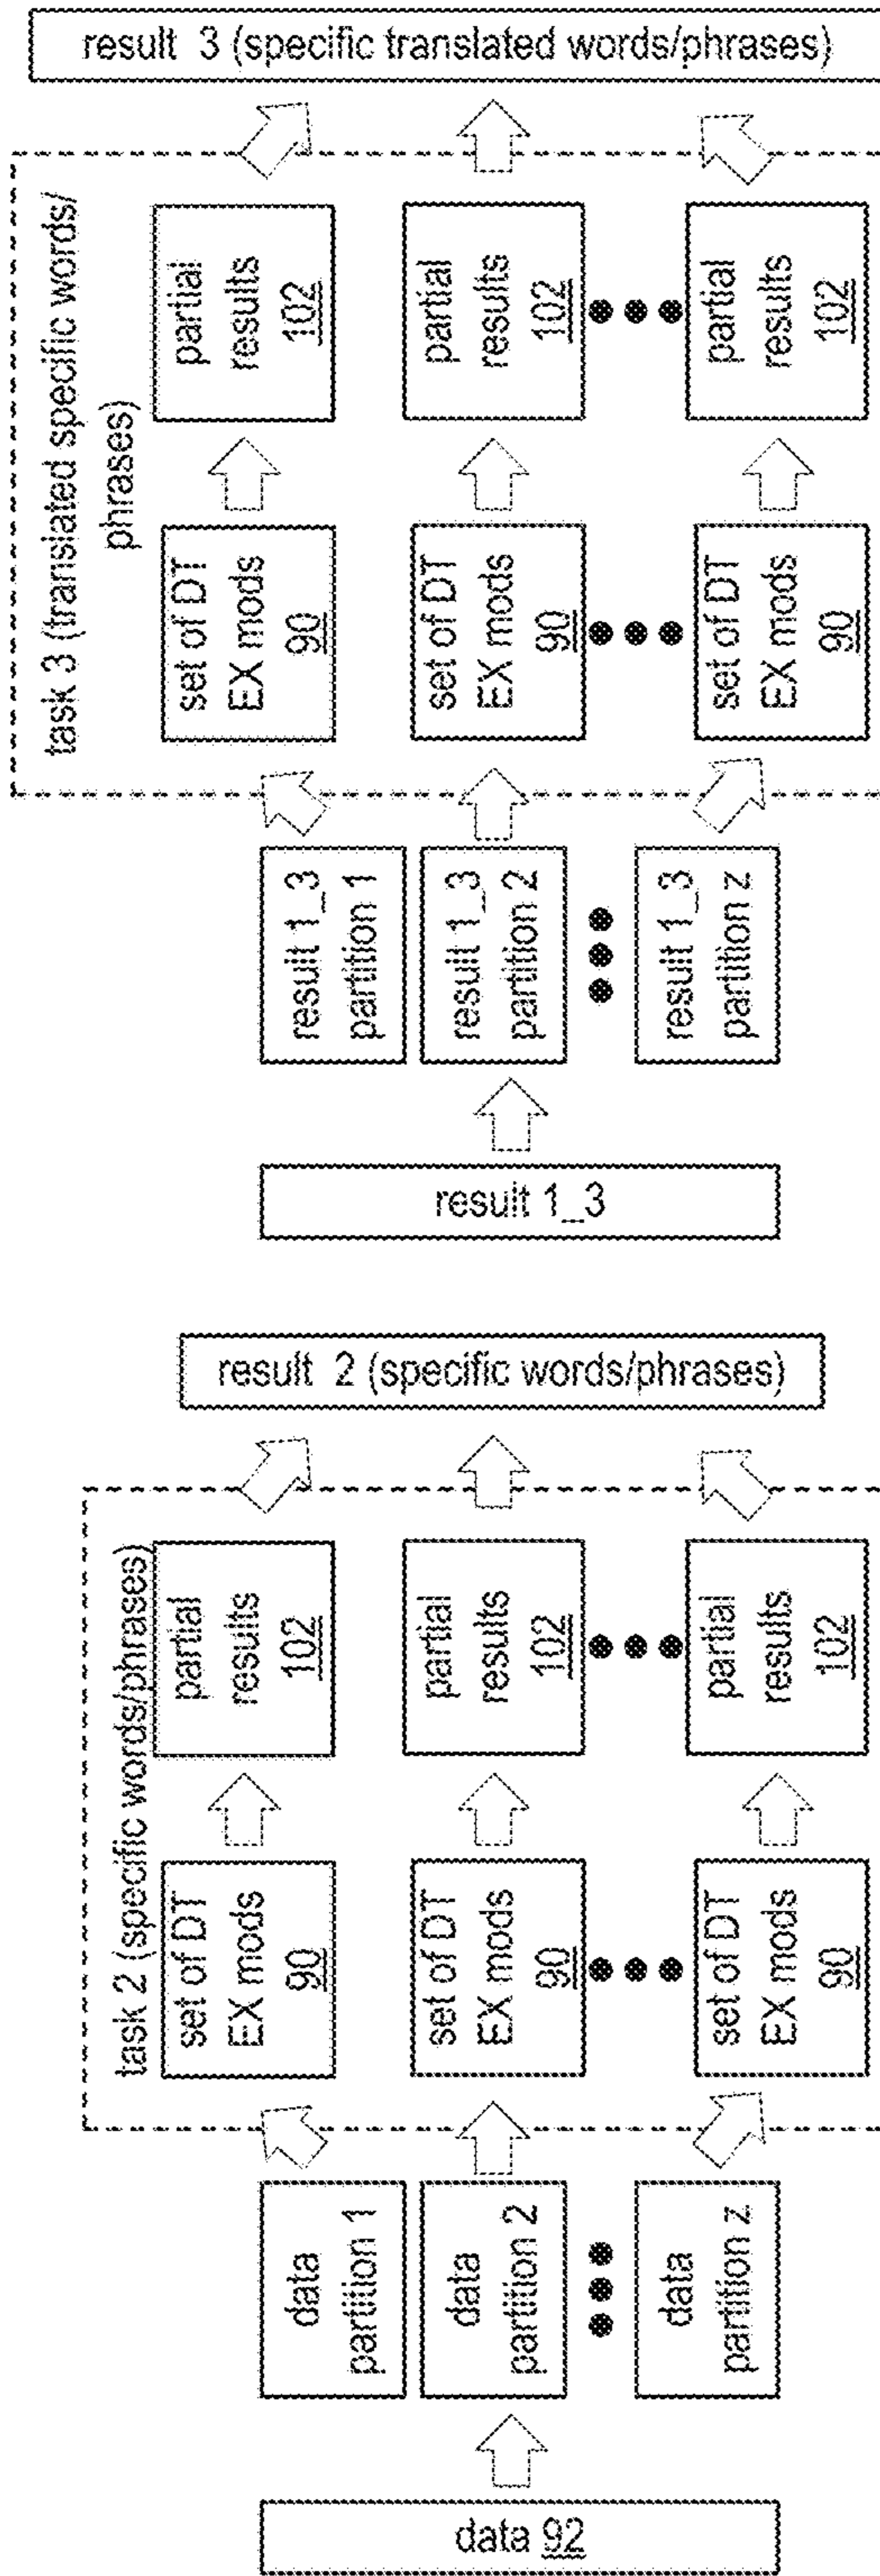 task 2 (specific words/phrases)
data 92
data
partition 1
data
partition 2
data
partition z
set of DT
EX mods
90
set of DT
EX mods
90
set of DT
EX mods
90
partial
results
102
partial
results
102
partial
results
102
result 2 (specific words/phrases)
task 3 (translated specific words/
phrases)
result 1_3
result 1_3
partition 1
result 1_3
partition 2
result 1_3
partition z
set of DT
EX mods
90
set of DT
EX mods
90
set of DT
EX mods
90
partial
results
102
partial
results
102
partial
results
102
result 3 (specific translated words/phrases)